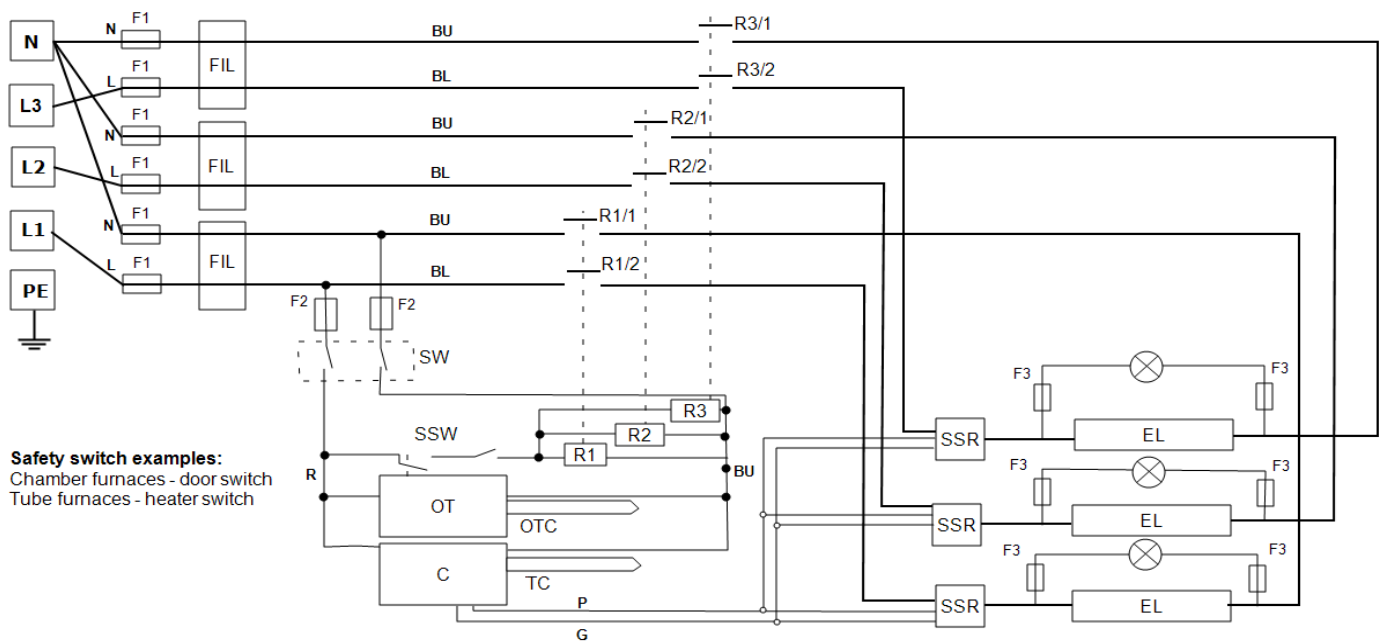 N
L3
L2
L1
PE
N
F1
L
F1
N
F1
L
F1
N
F1
L
F1
FIL
FIL
FIL
BU
BL
BU
BL
BU
BL
R3/1
R3/2
R2/1
R2/2
R1/1
R1/2
F2
F2
SW
SSW
R3
R2
R1
R
BU
OT
OTC
C
TC
P
G
Safety switch examples:
Chamber furnaces - door switch
Tube furnaces - heater switch
F3
F3
SSR
EL
F3
F3
SSR
EL
F3
F3
SSR
EL